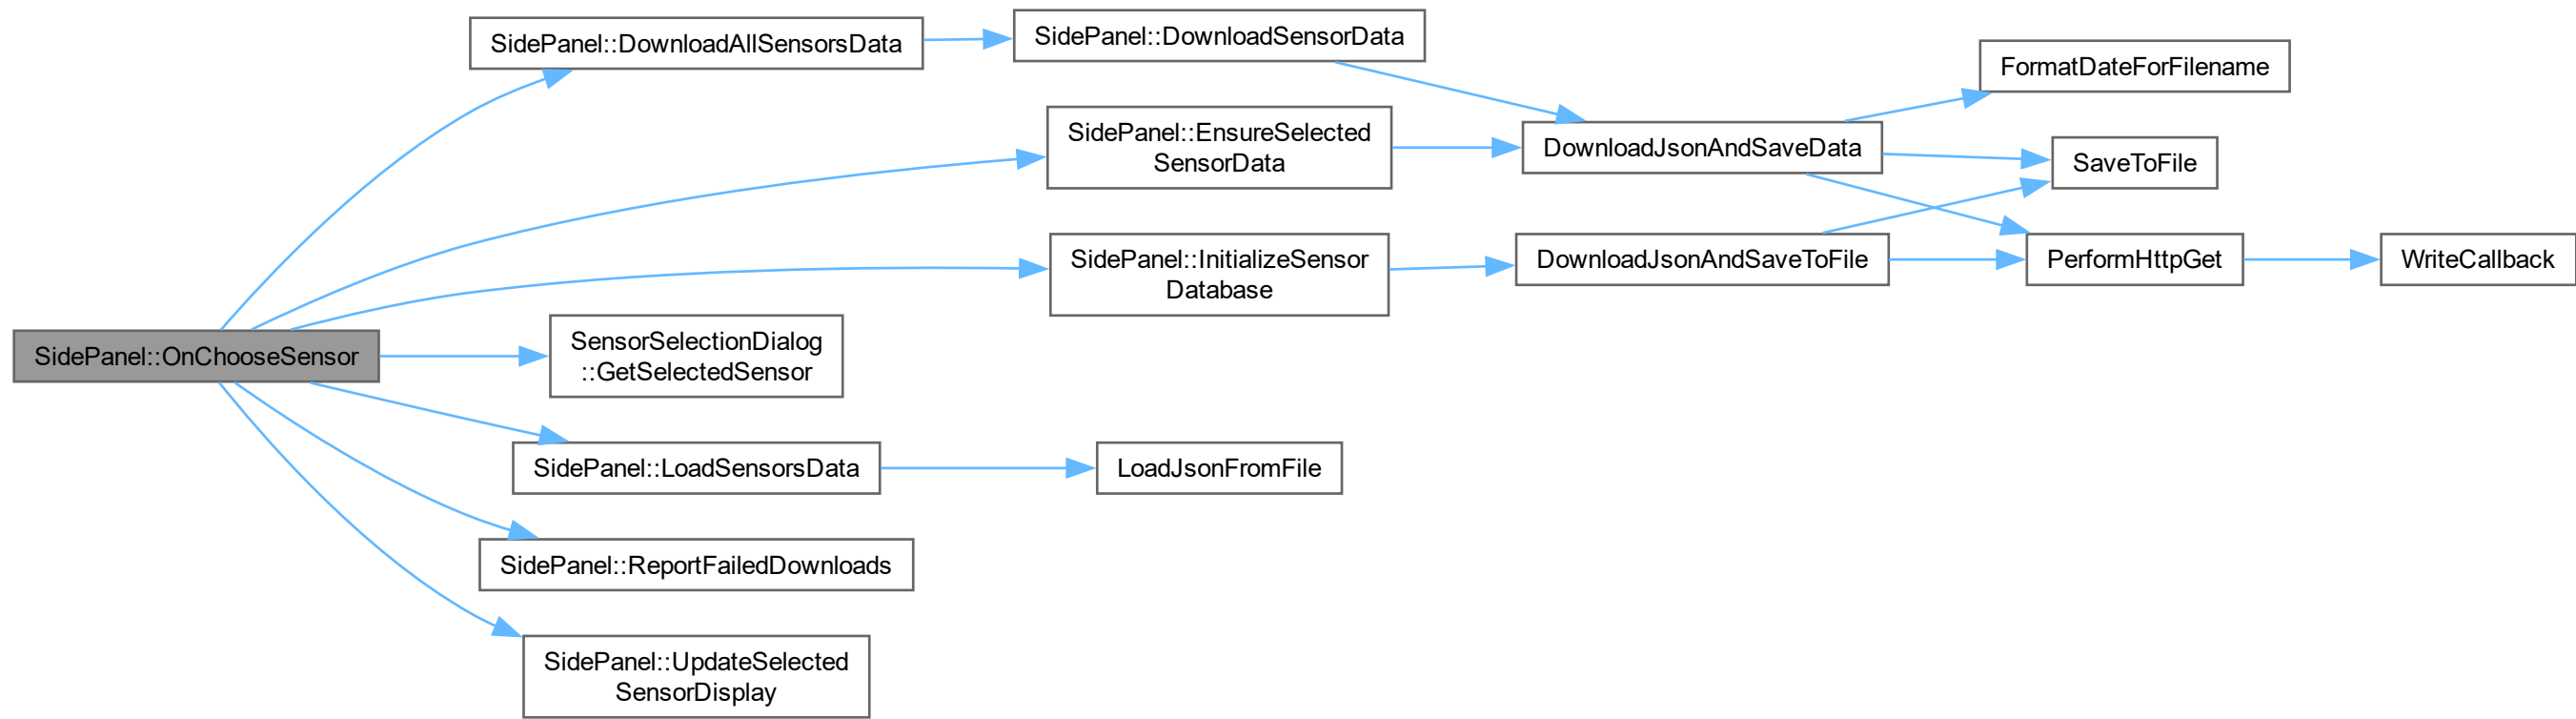 SidePanel::OnChooseSensor
SidePanel::DownloadAllSensorsData
SidePanel::DownloadSensorData
DownloadJsonAndSaveData
FormatDateForFilename
SaveToFile
PerformHttpGet
WriteCallback
SidePanel::EnsureSelected
SensorData
SidePanel::InitializeSensor
Database
DownloadJsonAndSaveToFile
SensorSelectionDialog
::GetSelectedSensor
SidePanel::LoadSensorsData
LoadJsonFromFile
SidePanel::ReportFailedDownloads
SidePanel::UpdateSelected
SensorDisplay